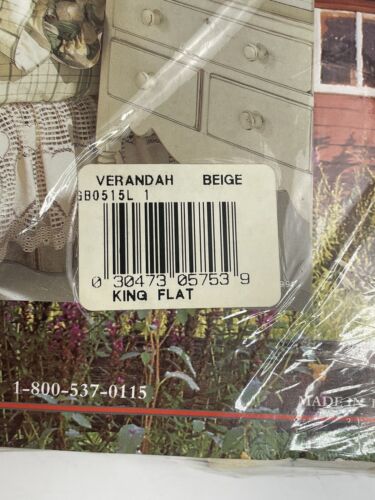 VERANDAH BEIGE
GB0515L 1
0 30473 05753 9
KING FLAT
1-800-537-0115
MADE IN